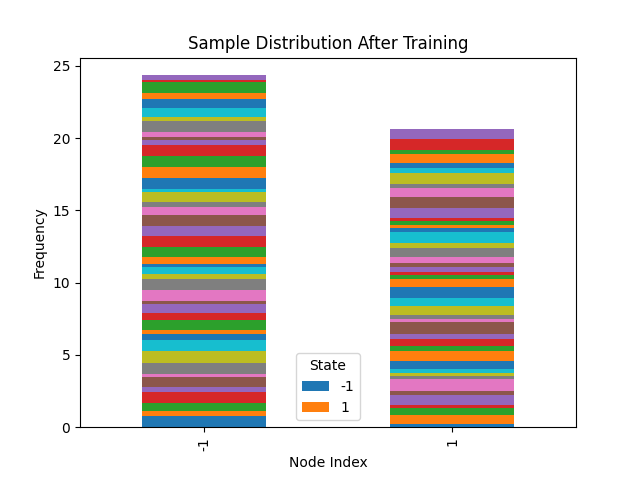 Sample Distribution After Training
25
20
15
10
5
0
Frequency
State
-1
1
-1
1
Node Index